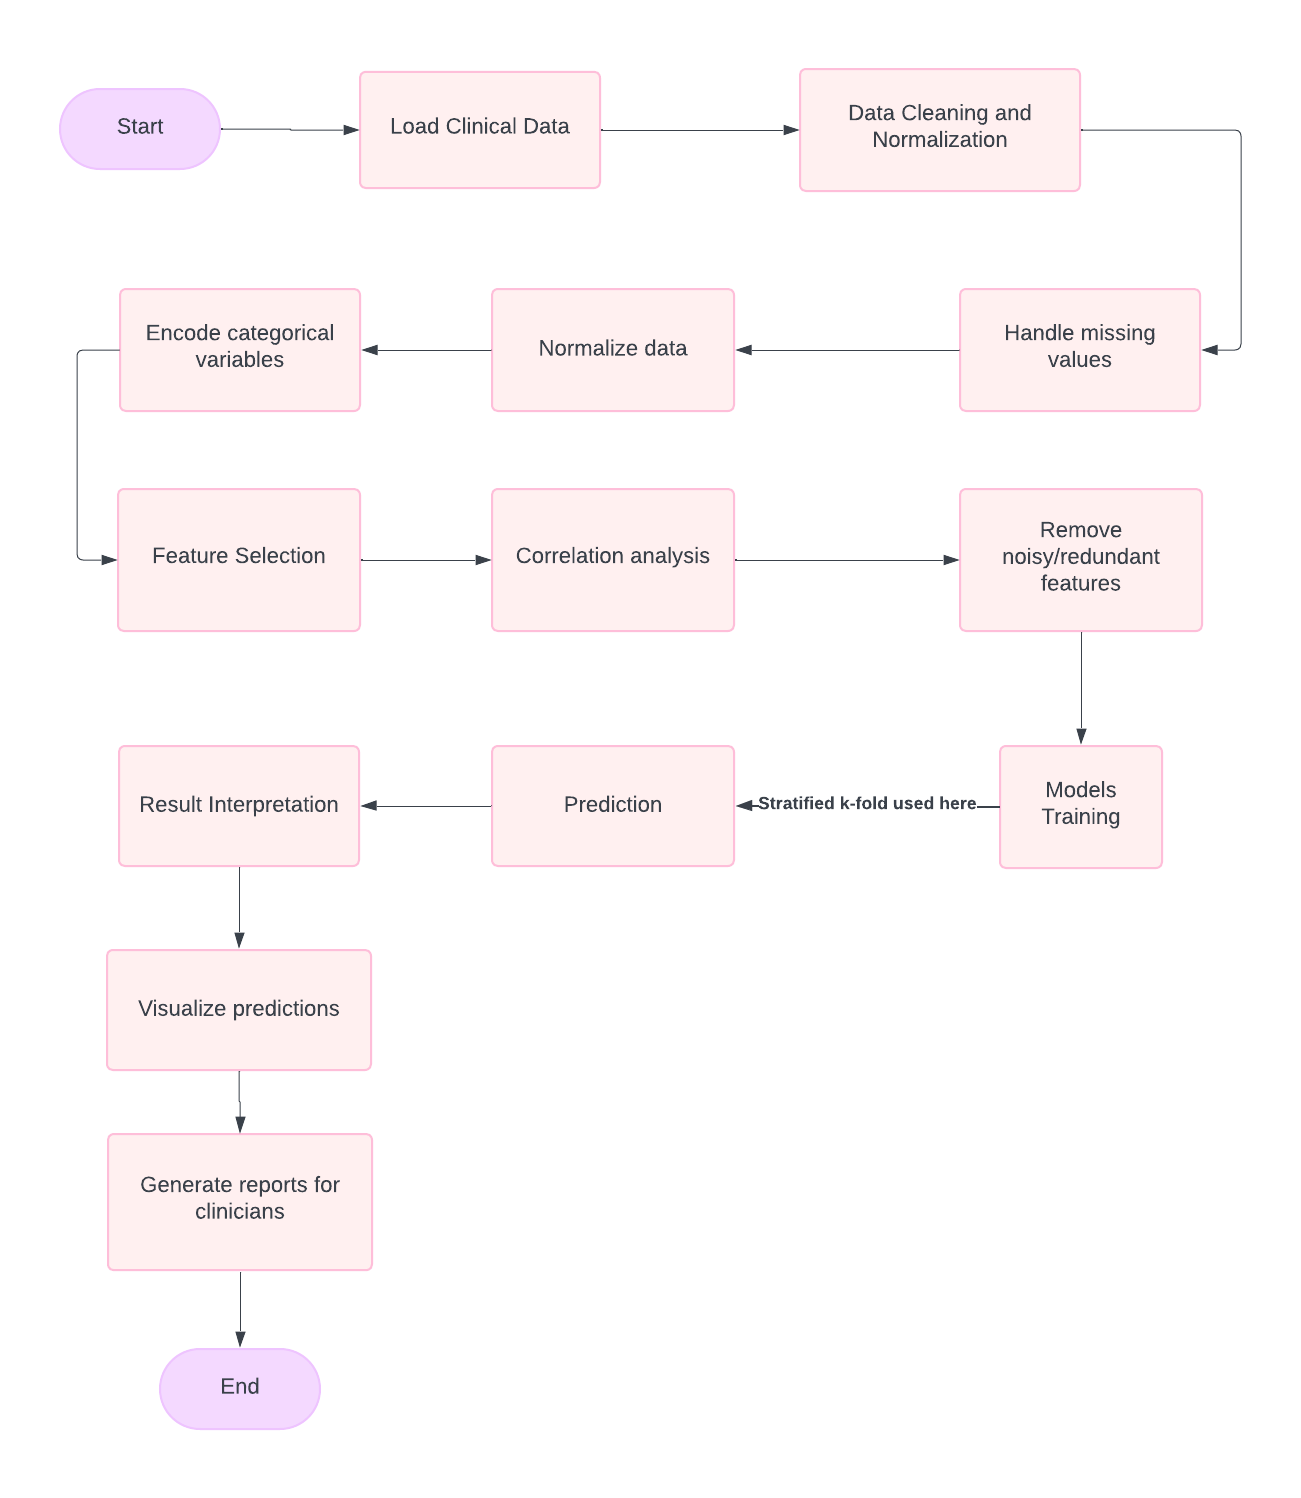 Start
Load Clinical Data
Data Cleaning and
Normalization
Handle missing
values
Normalize data
Encode categorical
variables
Feature Selection
Correlation analysis
Remove
noisy/redundant
features
Models
Training
Stratified k-fold used here
Prediction
Result Interpretation
Visualize predictions
Generate reports for
clinicians
End